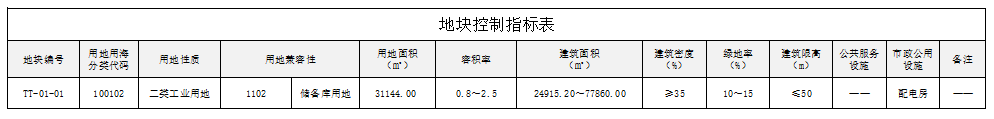 地块控制指标表
地块编号 用地用海分类代码 用地性质 用地兼容性 用地面积（㎡） 容积率 建筑面积（㎡） 建筑密度（%） 绿地率（%） 建筑限高（m） 公共服务设施 市政公用设施 备注
TT-01-01 100102 二类工业用地 1102 储备库用地 31144.00 0.8～2.5 24915.20～77860.00 ≥35 10～15 ≤50 —— 配电房 ——